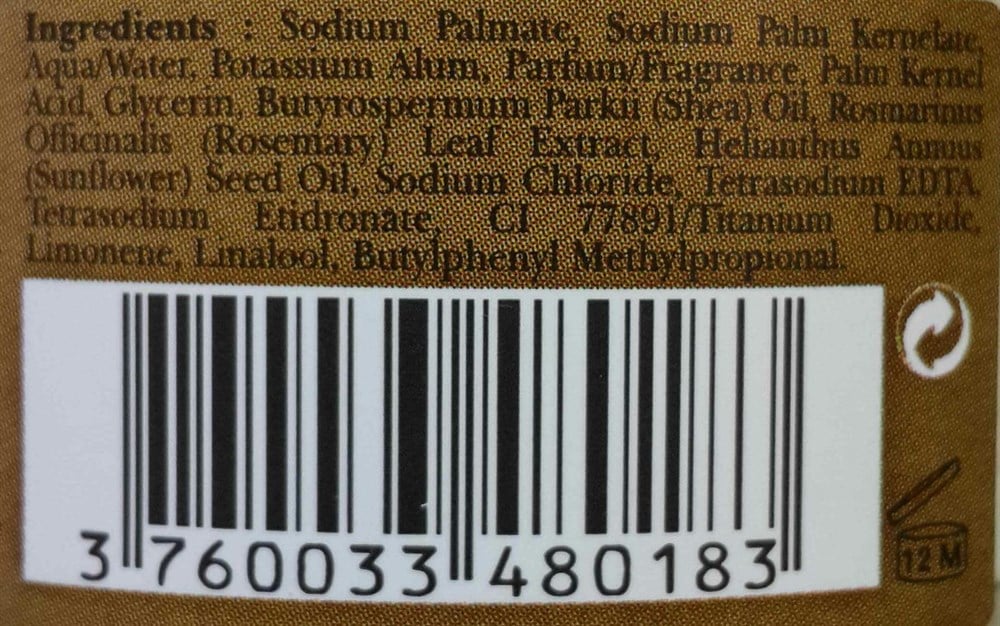 Ingredients : Sodium Palmate, Sodium Palm Kernelate,
Aqua/Water, Potassium Alum, Parfum/Fragrance, Palm Kernel
Acid, Glycerin, Butyrospermum Parkii (Shea) Oil, Rosmarinus
Officinalis (Rosemary) Leaf Extract, Helianthus Annuus
(Sunflower) Seed Oil, Sodium Chloride, Tetrasodium EDTA,
Tetrasodium Etidronate, CI 77891/Titanium Dioxide,
Limonene, Linalool, Butylphenyl Methylpropional.
3 760033 480183
12 M